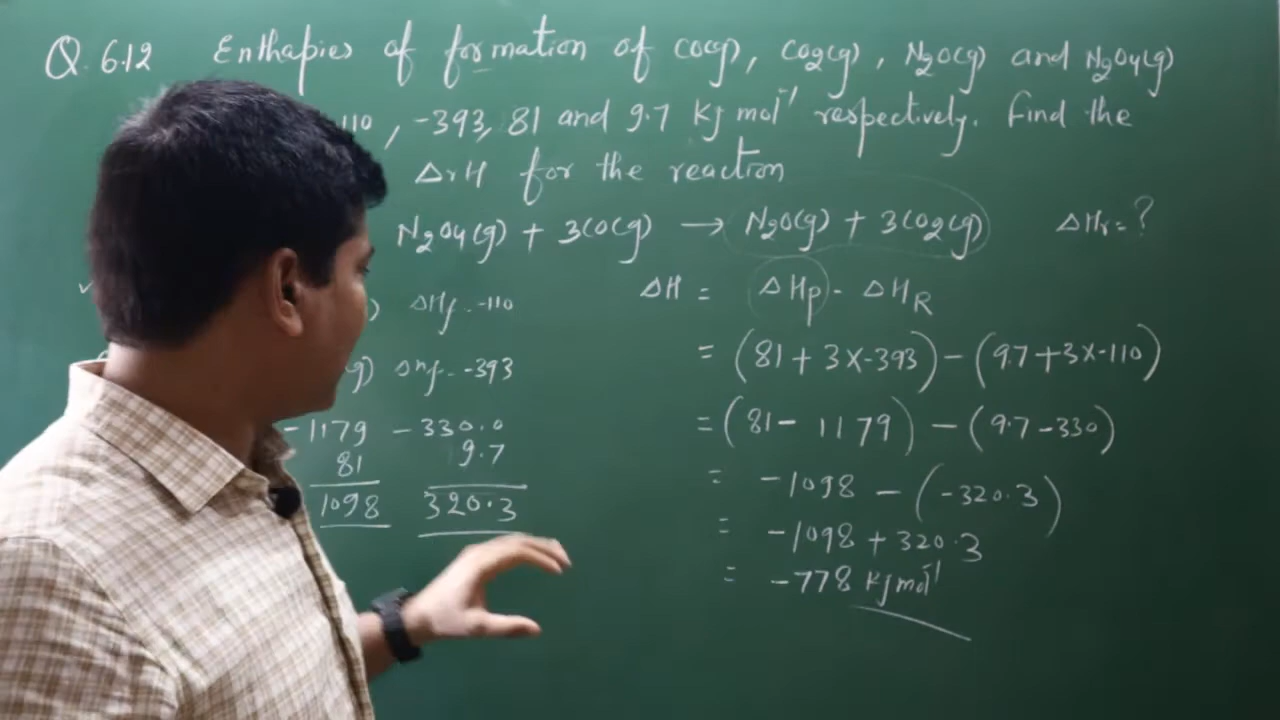 Q. 6.12 Enthapies of formation of CO(g), CO2(g), N2O(g) and N2O4(g)
110, -393, 81 and 9.7 KJ mol-1 respectively. Find the
ΔrH for the reaction
N2O4(g) + 3CO(g) → N2O(g) + 3CO2(g) ΔHr = ?
) ΔHf. -110
g) ΔHf. -393
-1179 -330.0
81 9.7
1098 320.3
ΔH = ΔHP - ΔHR
= (81 + 3x-393) - (9.7 + 3x-110)
= (81 - 1179) - (9.7 - 330)
= -1098 - (-320.3)
= -1098 + 320.3
= -778 KJ mol-1